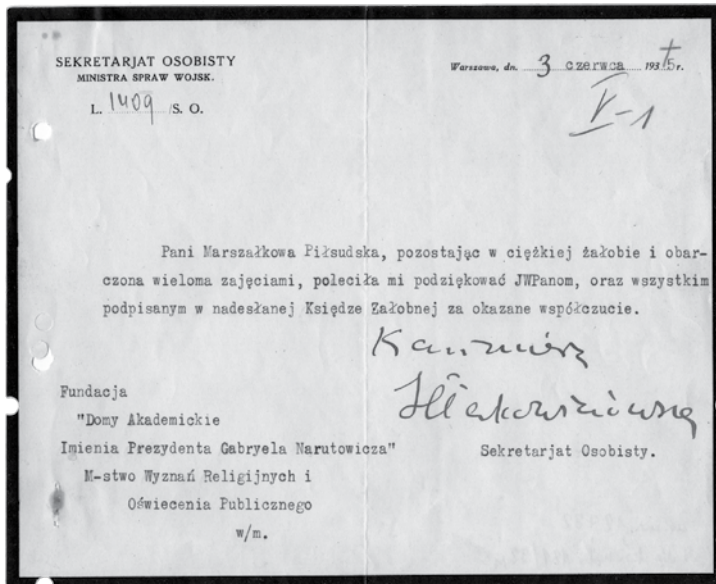 SEKRETARJAT OSOBISTY
MINISTRA SPRAW WOJSK.
L. 1409 /S. O.
Warszawa, dn. 3 czerwca 1935 r.
V-1
Pani Marszałkowa Piłsudska, pozostając w ciężkiej żałobie i obar-
czona wieloma zajęciami, poleciła mi podziękować JWPanom, oraz wszystkim
podpisanym w nadesłanej Księdze Żałobnej za okazane współczucie.
Kazimiera
Iłłakowiczówna
Sekretarjat Osobisty.
Fundacja
"Domy Akademickie
Imienia Prezydenta Gabryela Narutowicza"
M-stwo Wyznań Religijnych i
Oświecenia Publicznego
w/m.